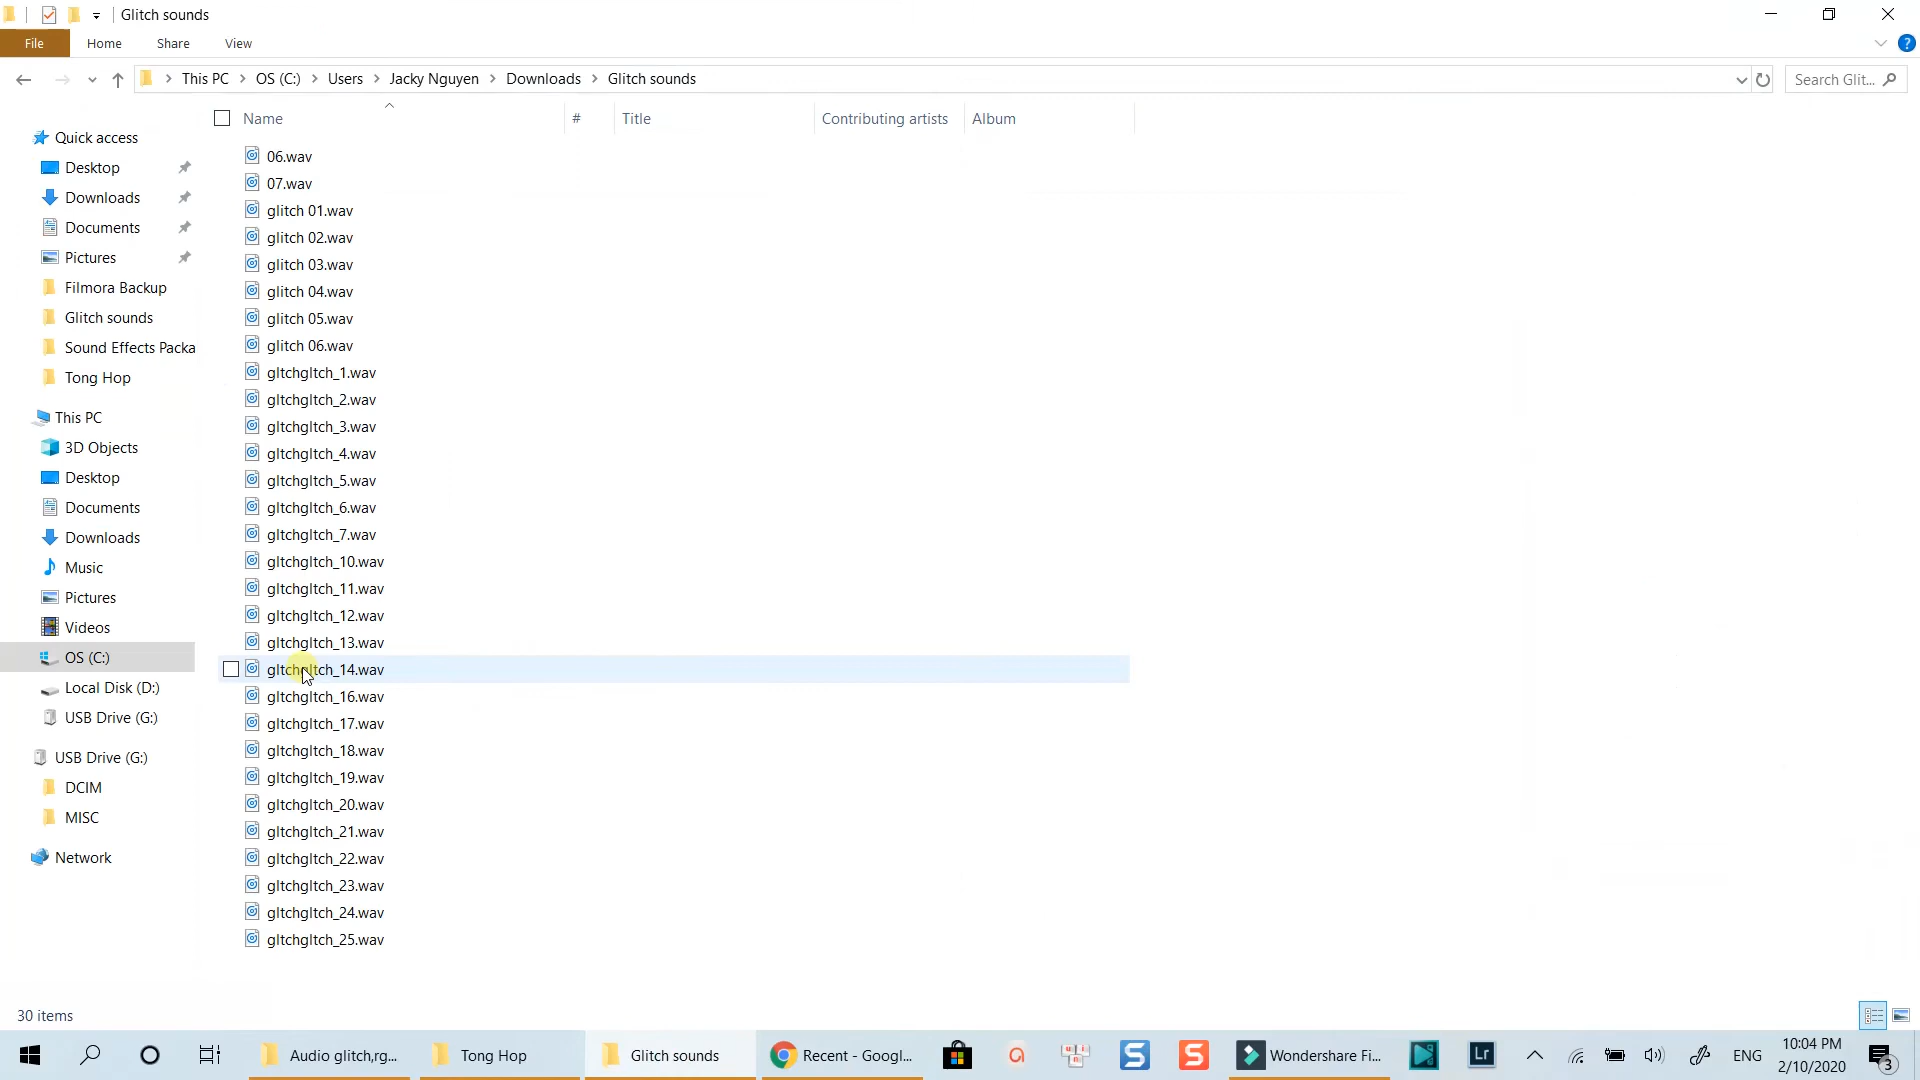 Glitch sounds
File Home Share View
This PC OS (C:) Users Jacky Nguyen Downloads Glitch sounds
Search Glit...
Name # Title Contributing artists Album
Quick access
Desktop
Downloads
Documents
Pictures
Filmora Backup
Glitch sounds
Sound Effects Packa
Tong Hop
This PC
3D Objects
Desktop
Documents
Downloads
Music
Pictures
Videos
OS (C:)
Local Disk (D:)
USB Drive (G:)
USB Drive (G:)
DCIM
MISC
Network
06.wav
07.wav
glitch 01.wav
glitch 02.wav
glitch 03.wav
glitch 04.wav
glitch 05.wav
glitch 06.wav
gltchgltch_1.wav
gltchgltch_2.wav
gltchgltch_3.wav
gltchgltch_4.wav
gltchgltch_5.wav
gltchgltch_6.wav
gltchgltch_7.wav
gltchgltch_10.wav
gltchgltch_11.wav
gltchgltch_12.wav
gltchgltch_13.wav
gltchgltch_14.wav
gltchgltch_16.wav
gltchgltch_17.wav
gltchgltch_18.wav
gltchgltch_19.wav
gltchgltch_20.wav
gltchgltch_21.wav
gltchgltch_22.wav
gltchgltch_23.wav
gltchgltch_24.wav
gltchgltch_25.wav
30 items
Audio glitch,rg... Tong Hop Glitch sounds Recent - Googl... S S Wondershare Fi... Lr ENG
10:04 PM
2/10/2020
3